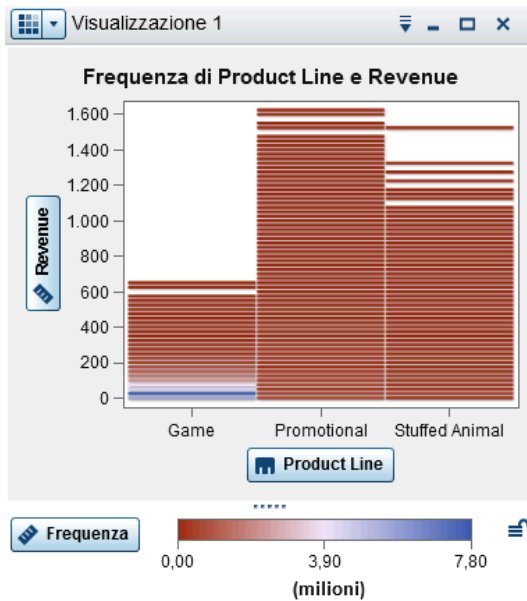 Visualizzazione 1
Frequenza di Product Line e Revenue
1.600
1.400
1.200
1.000
800
600
400
200
0
Revenue
Game Promotional Stuffed Animal
Product Line
Frequenza
0,00 3,90 7,80
(milioni)